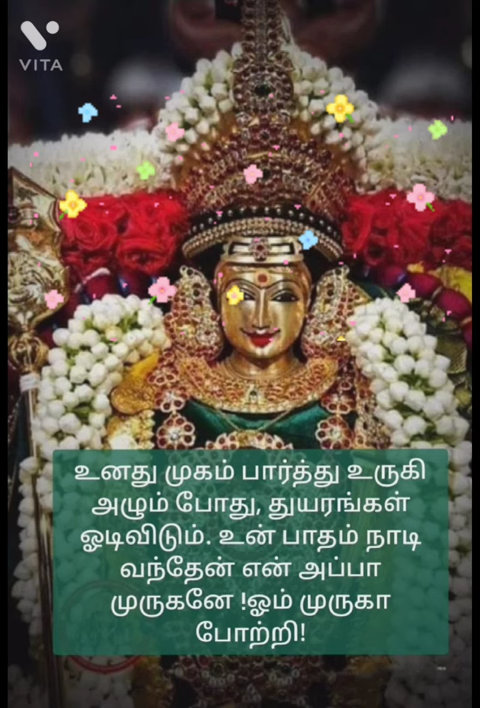 VITA
உனது முகம் பார்த்து உருகி
அழும் போது, துயரங்கள்
ஓடிவிடும். உன் பாதம் நாடி
வந்தேன் என் அப்பா
முருகனே !ஓம் முருகா
போற்றி!